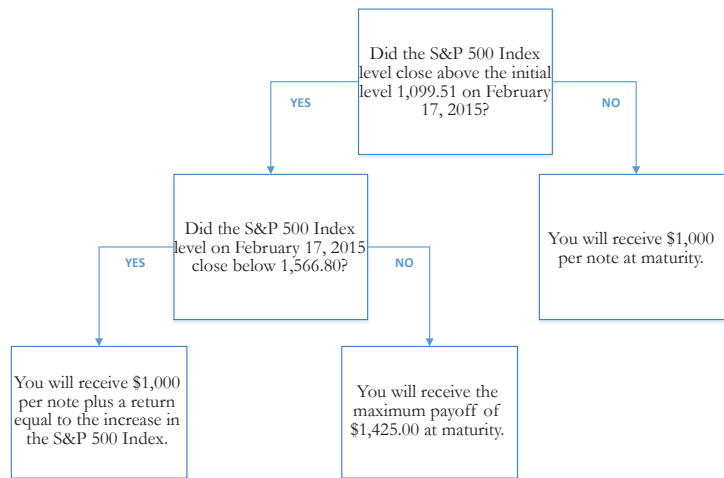 Did the S&P 500 Index
level close above the initial
level 1,099.51 on February
17, 2015?
YES
NO
Did the S&P 500 Index
level on February 17, 2015
close below 1,566.80?
You will receive $1,000
per note at maturity.
YES
NO
You will receive $1,000
per note plus a return
equal to the increase in
the S&P 500 Index.
You will receive the
maximum payoff of
$1,425.00 at maturity.